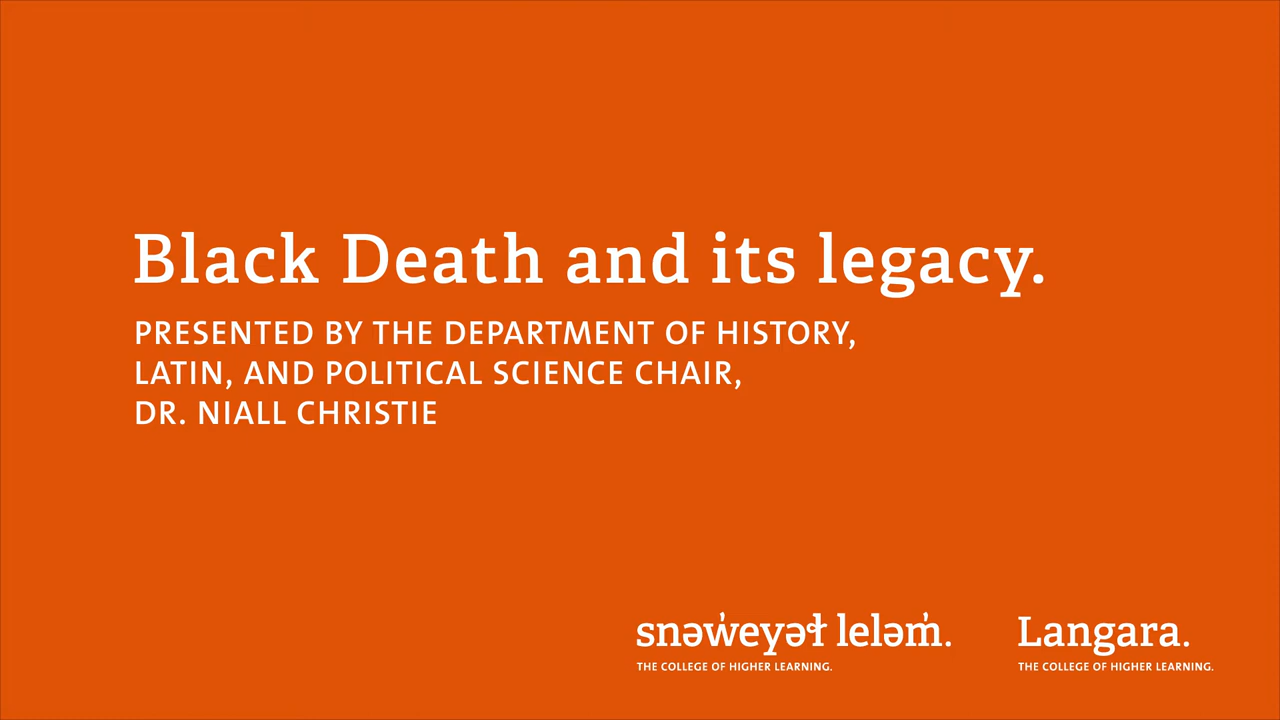 Black Death and its legacy.
PRESENTED BY THE DEPARTMENT OF HISTORY,
LATIN, AND POLITICAL SCIENCE CHAIR,
DR. NIALL CHRISTIE
snəw̓eyəɬ leləm̓.
THE COLLEGE OF HIGHER LEARNING.
Langara.
THE COLLEGE OF HIGHER LEARNING.